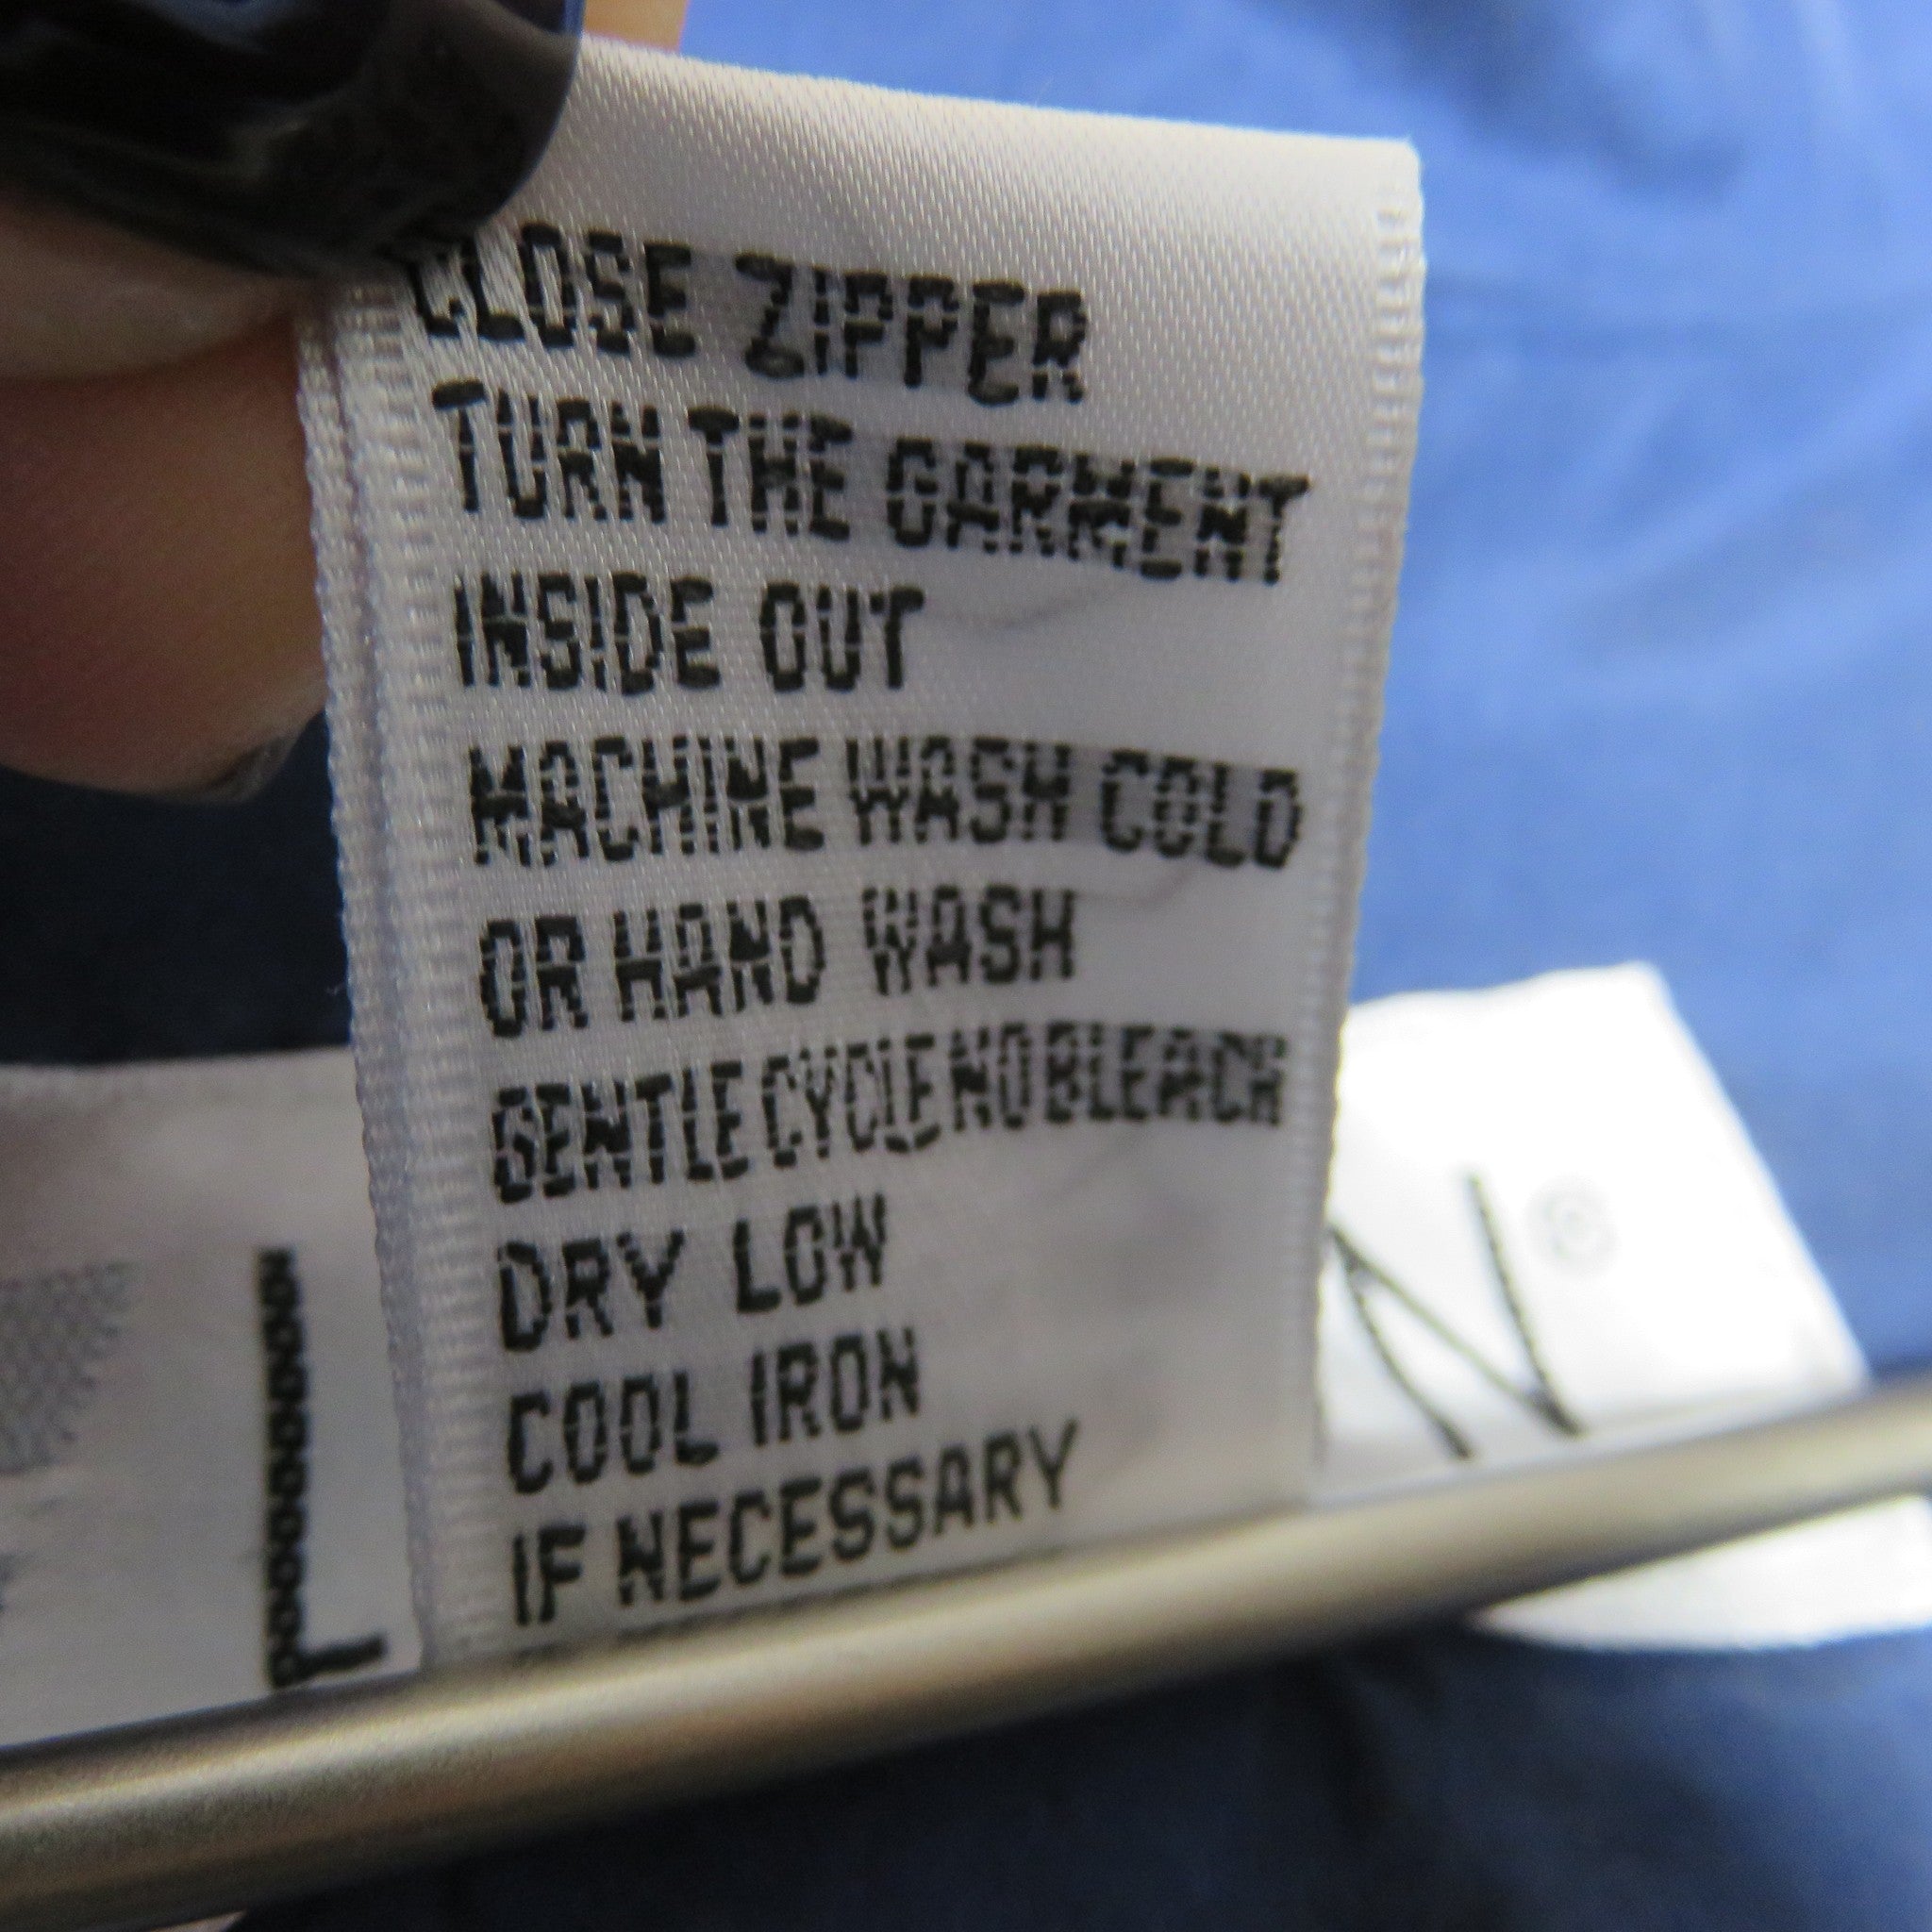 CLOSE ZIPPER
TURN THE GARMENT
INSIDE OUT
MACHINE WASH COLD
OR HAND WASH
GENTLE CYCLE NO BLEACH
DRY LOW
COOL IRON
IF NECESSARY
L
N ®